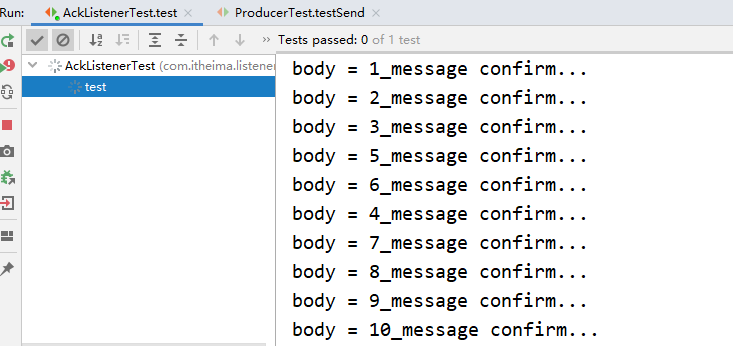 Run: AckListenerTest.test × ProducerTest.testSend ×
» Tests passed: 0 of 1 test
AckListenerTest (com.itheima.listener
test
body = 1_message confirm...
body = 2_message confirm...
body = 3_message confirm...
body = 5_message confirm...
body = 6_message confirm...
body = 4_message confirm...
body = 7_message confirm...
body = 8_message confirm...
body = 9_message confirm...
body = 10_message confirm...